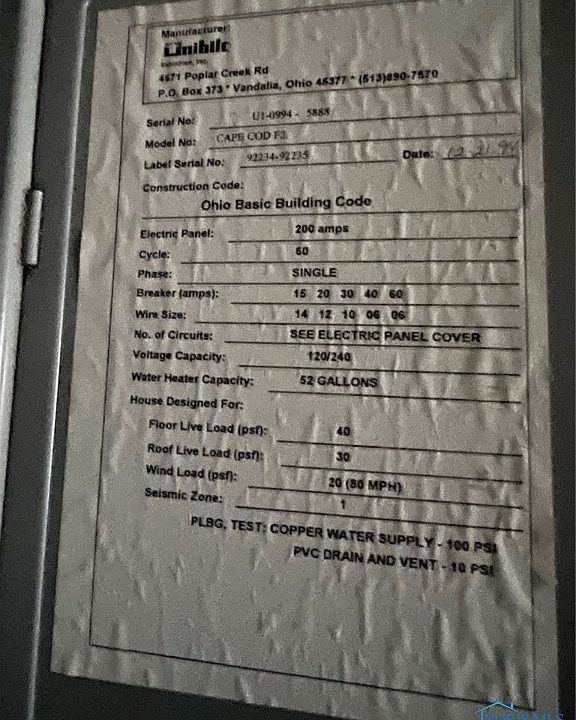 Manufacturer:
Unibilt
Industries, Inc.
4671 Poplar Creek Rd
P.O. Box 373 * Vandalia, Ohio 45377 * (513)890-7570
Serial No: U1-0994 - 5888
Model No: CAPE COD F2
Label Serial No: 92234-92235 Date: 12-21-94
Construction Code:
Ohio Basic Building Code
Electric Panel: 200 amps
Cycle: 60
Phase: SINGLE
Breaker (amps): 15 20 30 40 60
Wire Size: 14 12 10 06 06
No. of Circuits: SEE ELECTRIC PANEL COVER
Voltage Capacity: 120/240
Water Heater Capacity: 52 GALLONS
House Designed For:
Floor Live Load (psf): 40
Roof Live Load (psf): 30
Wind Load (psf): 20 (80 MPH)
Seismic Zone: 1
PLBG, TEST: COPPER WATER SUPPLY - 100 PSI
PVC DRAIN AND VENT - 10 PSI